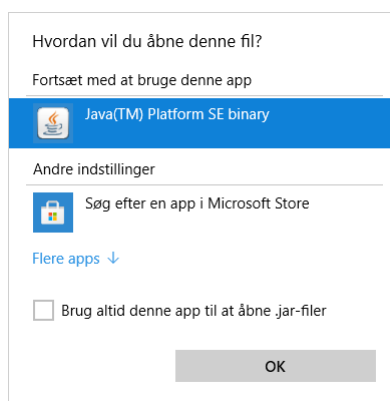 Hvordan vil du åbne denne fil?
Fortsæt med at bruge denne app
Java(TM) Platform SE binary
Andre indstillinger
Søg efter en app i Microsoft Store
Flere apps ↓
Brug altid denne app til at åbne .jar-filer
OK